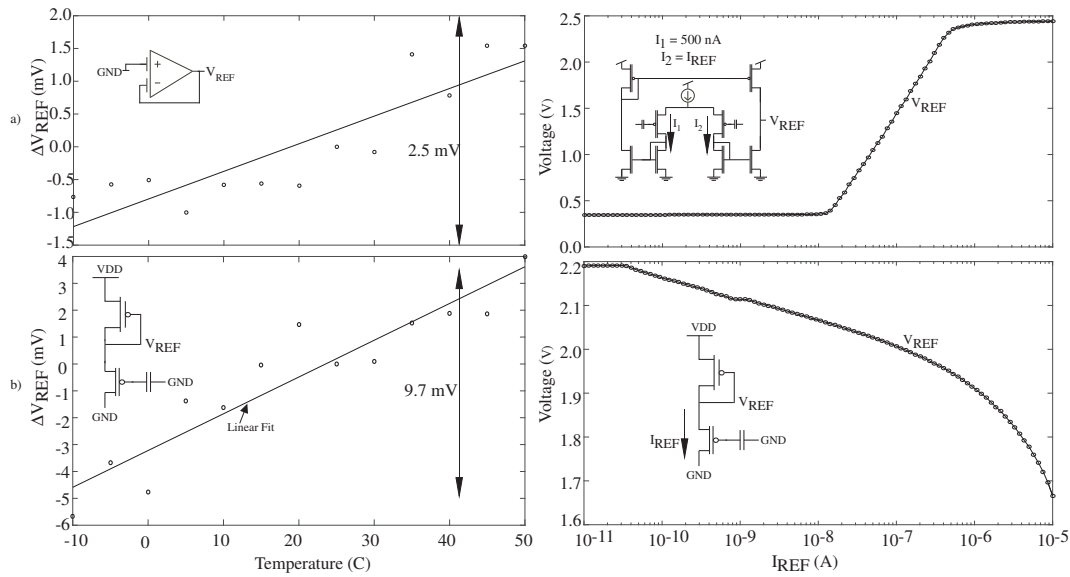 a)
ΔVREF (mV)
2.0
1.5
1.0
0.5
0.0
-0.5
-1.0
-1.5
GND
+
−
VREF
2.5 mV
Voltage (V)
2.5
2.0
1.5
1.0
0.5
0.0
I1 = 500 nA
I2 = IREF
I1
I2
VREF
VREF
b)
ΔVREF (mV)
4
3
2
1
0
-1
-2
-3
-4
-5
-6
VDD
VREF
GND
GND
Linear Fit
9.7 mV
-10
0
10
20
30
40
50
Temperature (C)
Voltage (V)
2.2
2.1
2.0
1.9
1.8
1.7
1.6
VREF
VDD
VREF
IREF
GND
GND
10-11
10-10
10-9
10-8
10-7
10-6
10-5
IREF (A)